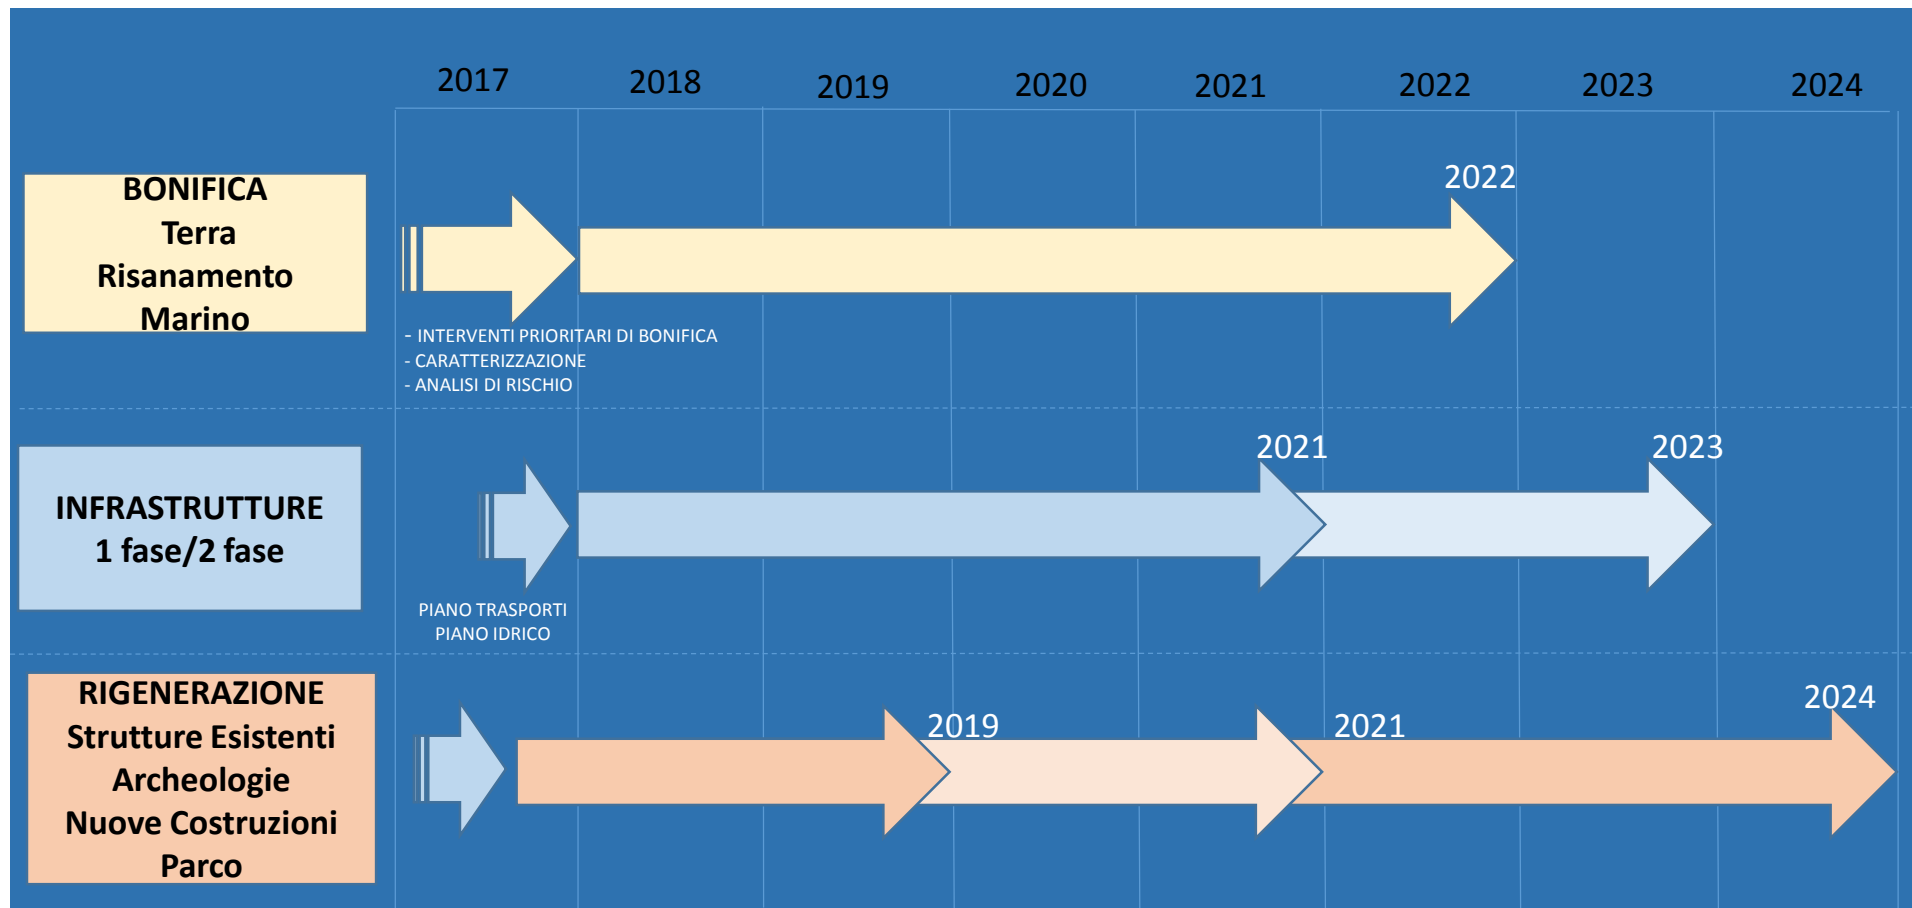 2017
2018
2019
2020
2021
2022
2023
2024
BONIFICA
Terra
Risanamento
Marino
2022
- INTERVENTI PRIORITARI DI BONIFICA
- CARATTERIZZAZIONE
- ANALISI DI RISCHIO
INFRASTRUTTURE
1 fase/2 fase
2021
2023
PIANO TRASPORTI
PIANO IDRICO
RIGENERAZIONE
Strutture Esistenti
Archeologie
Nuove Costruzioni
Parco
2019
2021
2024